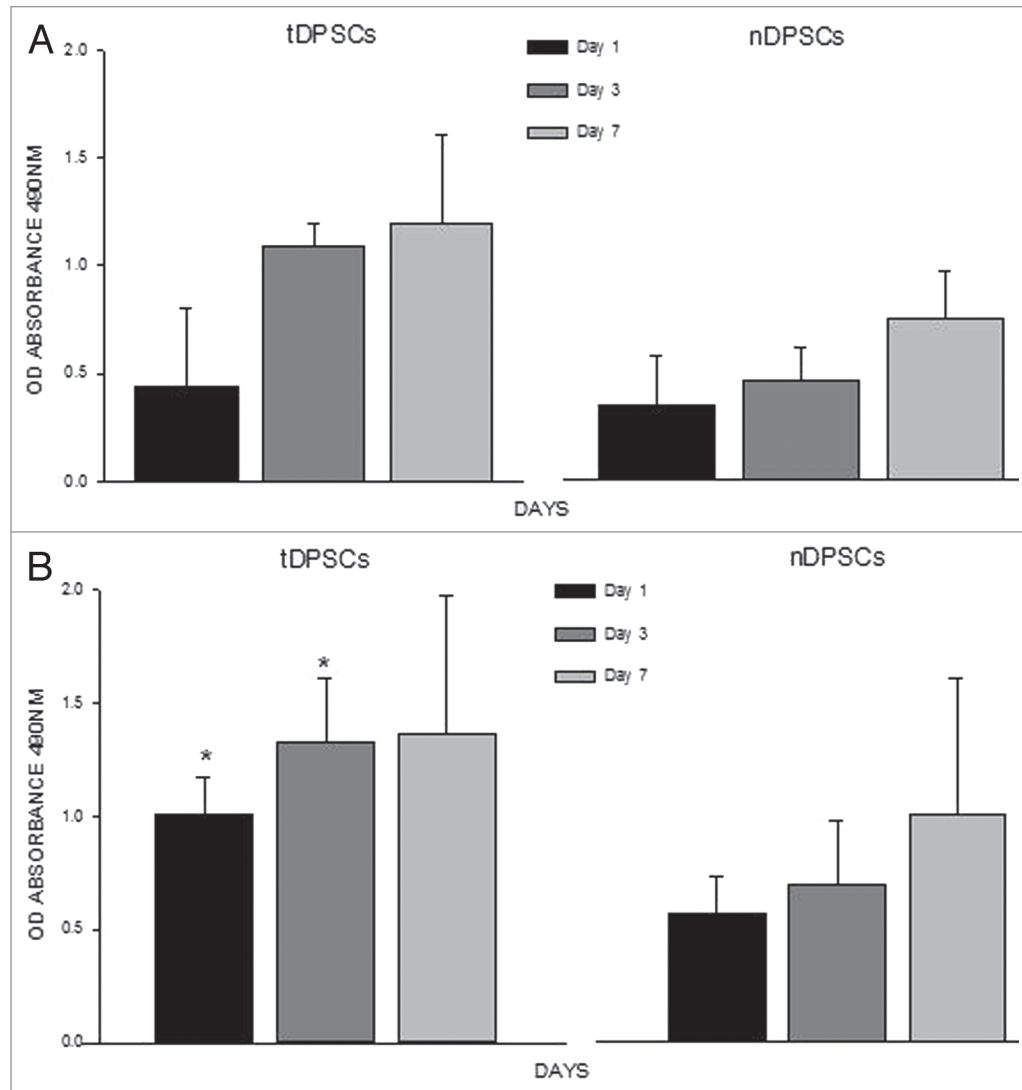 A
tDPSCs
nDPSCs
Day 1
Day 3
Day 7
2.0
1.5
1.0
0.5
0.0
OD ABSORBANCE 490NM
DAYS
B
tDPSCs
nDPSCs
Day 1
Day 3
Day 7
2.0
1.5
1.0
0.5
0.0
*
*
OD ABSORBANCE 490NM
DAYS